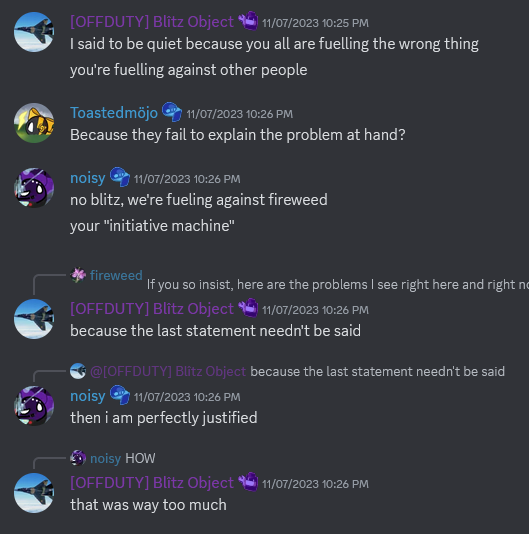 [OFFDUTY] Blitz Object 11/07/2023 10:25 PM
I said to be quiet because you all are fuelling the wrong thing
you're fuelling against other people
Toastedmöjo 11/07/2023 10:26 PM
Because they fail to explain the problem at hand?
noisy 11/07/2023 10:26 PM
no blitz, we're fueling against fireweed
your "initiative machine"
fireweed If you so insist, here are the problems I see right here and right no
[OFFDUTY] Blitz Object 11/07/2023 10:26 PM
because the last statement needn't be said
@[OFFDUTY] Blitz Object because the last statement needn't be said
noisy 11/07/2023 10:26 PM
then i am perfectly justified
noisy HOW
[OFFDUTY] Blitz Object 11/07/2023 10:26 PM
that was way too much